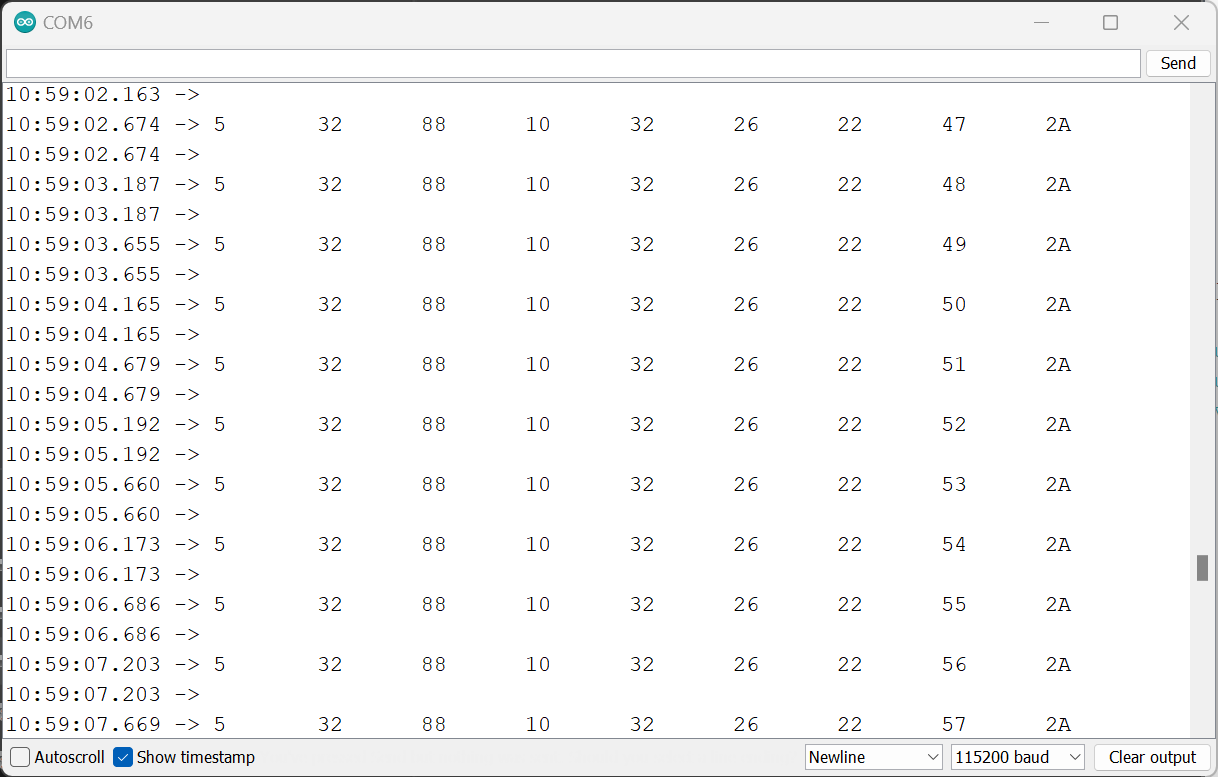 COM6
Send
10:59:02.163 ->
10:59:02.674 -> 5 32 88 10 32 26 22 47 2A
10:59:02.674 ->
10:59:03.187 -> 5 32 88 10 32 26 22 48 2A
10:59:03.187 ->
10:59:03.655 -> 5 32 88 10 32 26 22 49 2A
10:59:03.655 ->
10:59:04.165 -> 5 32 88 10 32 26 22 50 2A
10:59:04.165 ->
10:59:04.679 -> 5 32 88 10 32 26 22 51 2A
10:59:04.679 ->
10:59:05.192 -> 5 32 88 10 32 26 22 52 2A
10:59:05.192 ->
10:59:05.660 -> 5 32 88 10 32 26 22 53 2A
10:59:05.660 ->
10:59:06.173 -> 5 32 88 10 32 26 22 54 2A
10:59:06.173 ->
10:59:06.686 -> 5 32 88 10 32 26 22 55 2A
10:59:06.686 ->
10:59:07.203 -> 5 32 88 10 32 26 22 56 2A
10:59:07.203 ->
10:59:07.669 -> 5 32 88 10 32 26 22 57 2A
Autoscroll Show timestamp Newline 115200 baud Clear output